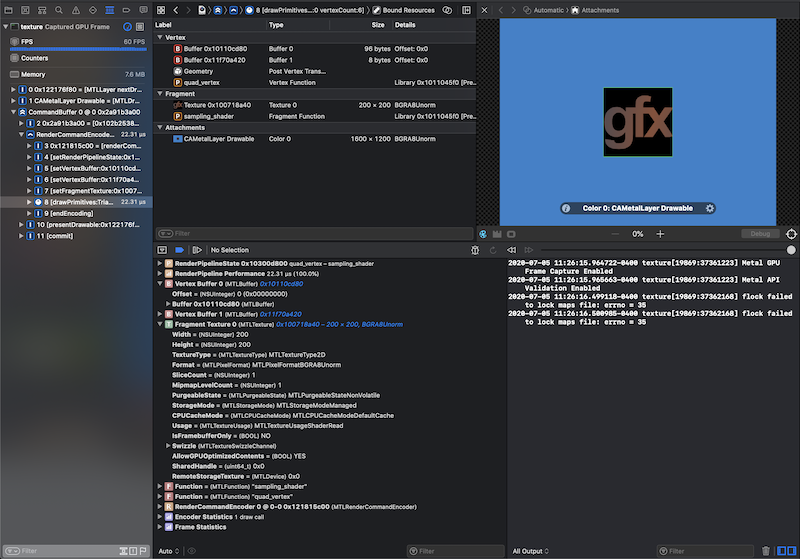 texture Captured GPU Frame
FPS 60 FPS
Counters
Memory 7.6 MB
0 0x122176f80 = [MTLLayer nextDr...
1 CAMetalLayer Drawable = [MTLDr...
CommandBuffer 0 @ 0 0x2a91b3a00
2 0x2a91b3a00 = [0x102b2538...
RenderCommandEncode... 22.31 µs
3 0x121815c00 = [renderCom...
4 [setRenderPipelineState:0x1...
5 [setVertexBuffer:0x10110cd...
6 [setVertexBuffer:0x11f70a4...
7 [setFragmentTexture:0x1007...
8 [drawPrimitives:Tria... 22.31 µs
9 [endEncoding]
10 [presentDrawable:0x122176f...
11 [commit]
Filter
8 [drawPrimitives:...:0 vertexCount:6] Bound Resources
Label Type Size Details
Vertex
Buffer 0x10110cd80 Buffer 0 96 bytes Offset: 0x0
Buffer 0x11f70a420 Buffer 1 8 bytes Offset: 0x0
Geometry Post Vertex Trans...
quad_vertex Vertex Function Library 0x1011045f0 [Pre...
Fragment
gfx Texture 0x100718a40 Texture 0 200 × 200 BGRA8Unorm
sampling_shader Fragment Function Library 0x1011045f0 [Pre...
Attachments
CAMetalLayer Drawable Color 0 1600 × 1200 BGRA8Unorm
Filter
Automatic Attachments
gfx
Color 0: CAMetalLayer Drawable
0% Debug
No Selection
RenderPipelineState 0x10300d800 quad_vertex – sampling_shader
RenderPipeline Performance 22.31 µs (100.0%)
Vertex Buffer 0 (MTLBuffer) 0x10110cd80
Offset = (NSUInteger) 0 (0x00000000)
Buffer 0x10110cd80 = (MTLBuffer)
Vertex Buffer 1 (MTLBuffer) 0x11f70a420
Fragment Texture 0 (MTLTexture) 0x100718a40 – 200 × 200, BGRA8Unorm
Width = (NSUInteger) 200
Height = (NSUInteger) 200
TextureType = (MTLTextureType) MTLTextureType2D
PixelFormat = (MTLPixelFormat) MTLPixelFormatBGRA8Unorm
SliceCount = (NSUInteger) 1
MipmapLevelCount = (NSUInteger) 1
PurgeableState = (MTLPurgeableState) MTLPurgeableStateNonVolatile
StorageMode = (MTLStorageMode) MTLStorageModeManaged
CPUCacheMode = (MTLCPUCacheMode) MTLCPUCacheModeDefaultCache
Usage = (MTLTextureUsage) MTLTextureUsageShaderRead
IsFramebufferOnly = (BOOL) NO
Swizzle = (MTLTextureSwizzleChannel)
AllowGPUOptimizedContents = (BOOL) YES
SharedHandle = (uint64_t) 0x0
RemoteStorageTexture = (MTLDevice) 0x0
Function = (MTLFunction) "sampling_shader"
Function = (MTLFunction) "quad_vertex"
RenderCommandEncoder 0 @ 0-0 0x121815c00 (MTLRenderCommandEncoder)
Encoder Statistics 1 draw call
Frame Statistics
Auto
Filter
2020-07-05 11:26:15.964722-0400 texture[19869:37361223] Metal GPU
Frame Capture Enabled
2020-07-05 11:26:15.965663-0400 texture[19869:37361223] Metal API
Validation Enabled
2020-07-05 11:26:16.499118-0400 texture[19869:37362168] flock failed
to lock maps file: errno = 35
2020-07-05 11:26:16.500985-0400 texture[19869:37362168] flock failed
to lock maps file: errno = 35
All Output
Filter